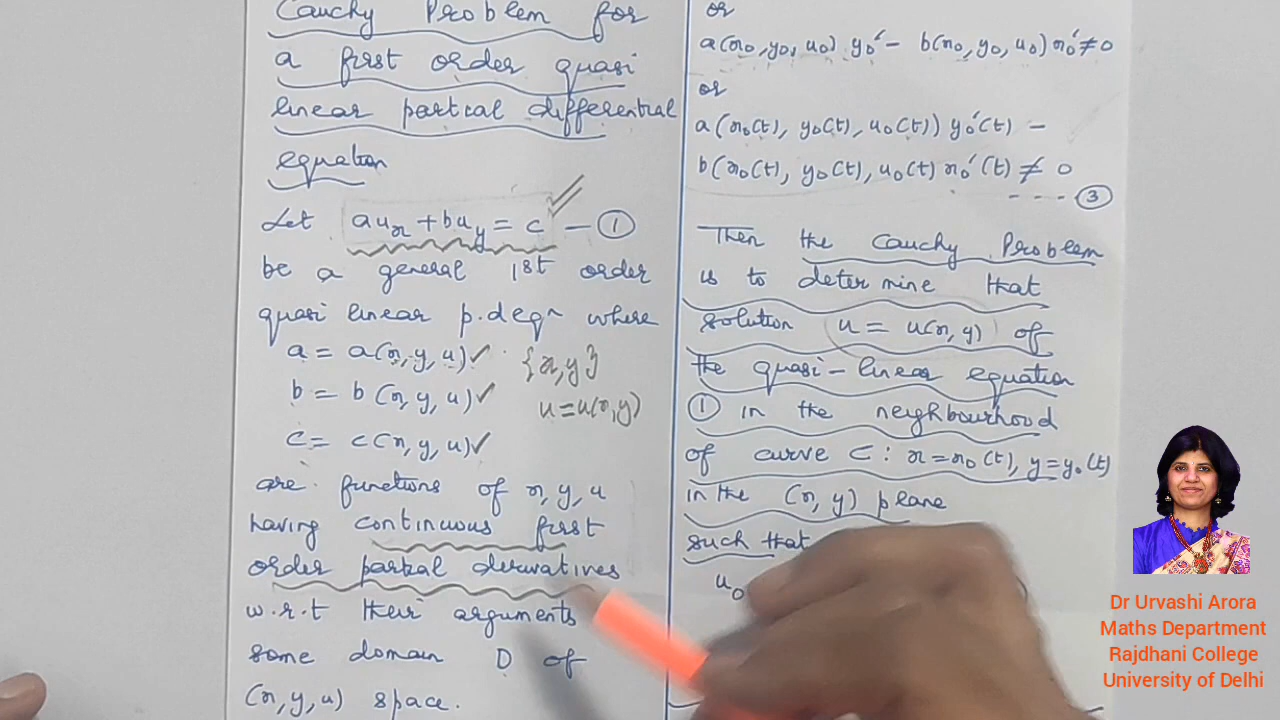 Cauchy Problem for
a first order quasi
linear partial differential
equation
Let au_x + bu_y = c — ①
be a general 1st order
quasi linear p.deqn where
a = a(x, y, u) ✓ {x, y}
b = b(x, y, u) ✓ u = u(x, y)
c = c(x, y, u) ✓
are functions of x, y, u
having continuous first
order partial derivatives
w.r.t their arguments
some domain D of
(x, y, u) space.
or
a(x0, y0, u0) y0′ − b(x0, y0, u0) x0′ ≠ 0
or
a(x0(t), y0(t), u0(t)) y0′(t) −
b(x0(t), y0(t), u0(t) x0′(t) ≠ 0
---- ③
Then the Cauchy Problem
is to determine that
solution u = u(x, y) of
the quasi-linear equation
① in the neighbourhood
of curve C: x = x0(t), y = y0(t)
in the (x, y) plane
such that
u0
Dr Urvashi Arora
Maths Department
Rajdhani College
University of Delhi